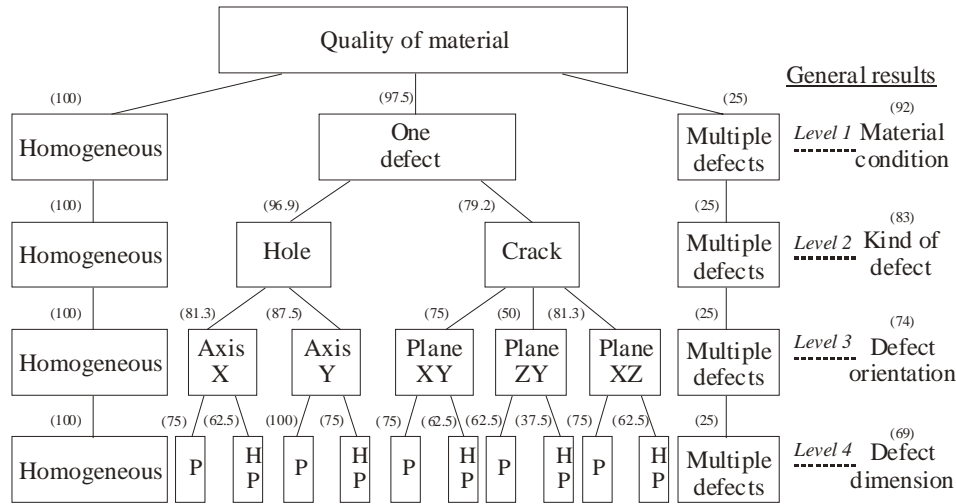 Quality of material
General results
(100) (97.5) (25) (92)
Homogeneous One Multiple Level 1 Material
defect defects condition
(100) (96.9) (79.2) (25) (83)
Homogeneous Hole Crack Multiple Level 2 Kind of
defects defect
(100) (81.3) (87.5) (75) (50) (81.3) (25) (74)
Homogeneous Axis Axis Plane Plane Plane Multiple Level 3 Defect
X Y XY ZY XZ defects orientation
(100) (75) (62.5) (100) (75) (75) (62.5) (62.5) (37.5) (75) (62.5) (25) (69)
Homogeneous P H P H P H P H P H Multiple Level 4 Defect
P P P P P defects dimension